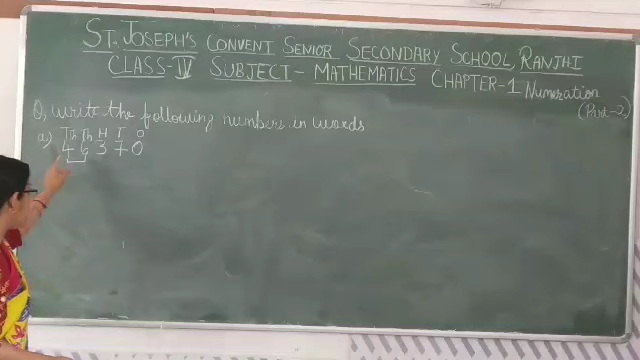 ST. JOSEPH'S CONVENT SENIOR SECONDARY SCHOOL, RANJHI
CLASS-IV SUBJECT - MATHEMATICS CHAPTER-1 Numeration
(Part-2)
Q, Write the following numbers in words
TTh Th H T O
a) 4 6 3 7 0